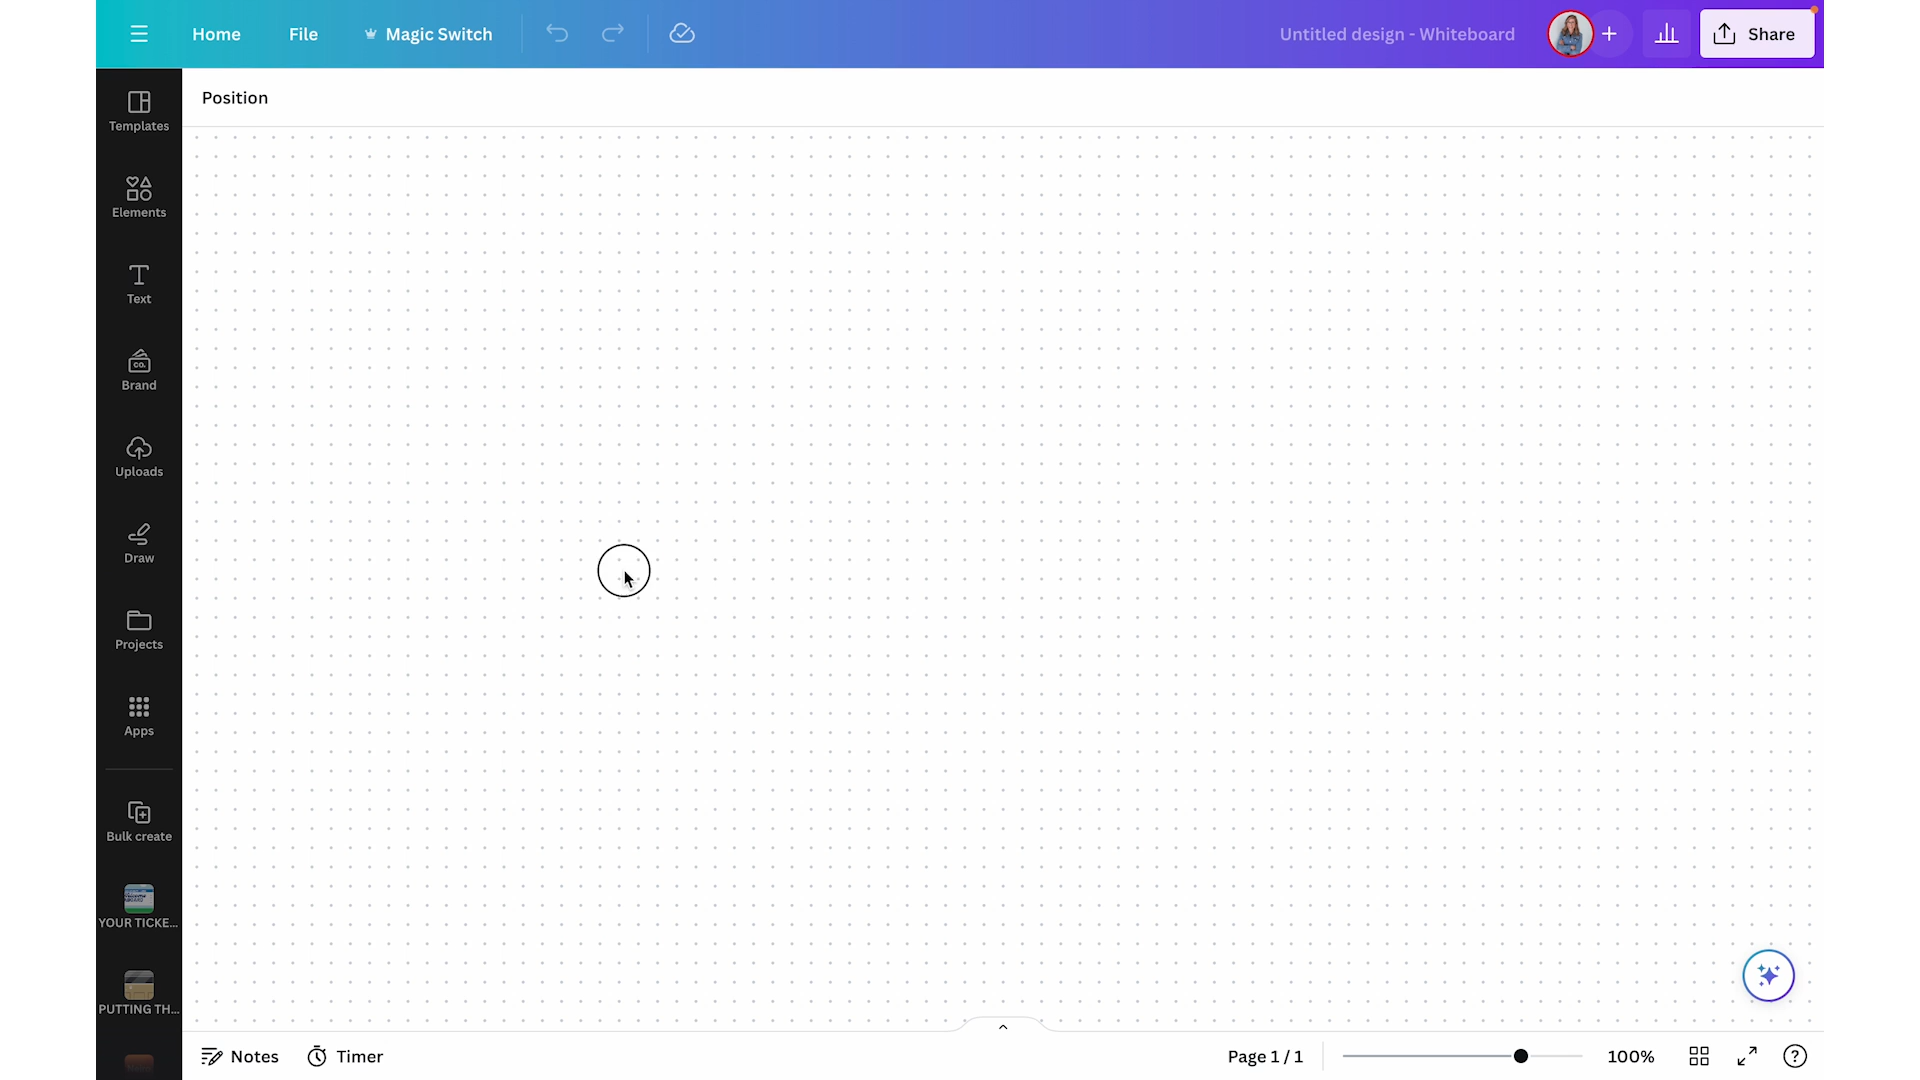 Home
File
Magic Switch
Untitled design - Whiteboard
Share
Position
Templates
Elements
Text
CO.
Brand
Uploads
Draw
Projects
Apps
Bulk create
YOUR TICKE...
PUTTING TH...
Notes
Timer
Page 1 / 1
100%